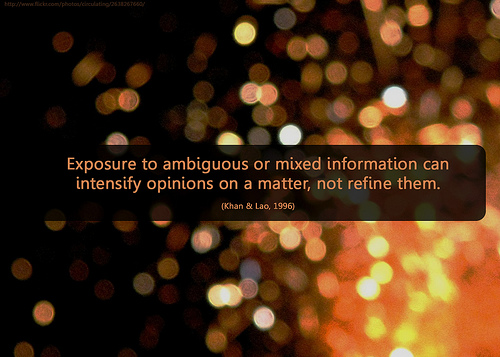 Exposure to ambiguous or mixed information can
intensify opinions on a matter, not refine them.
(Khan & Lao, 1996)